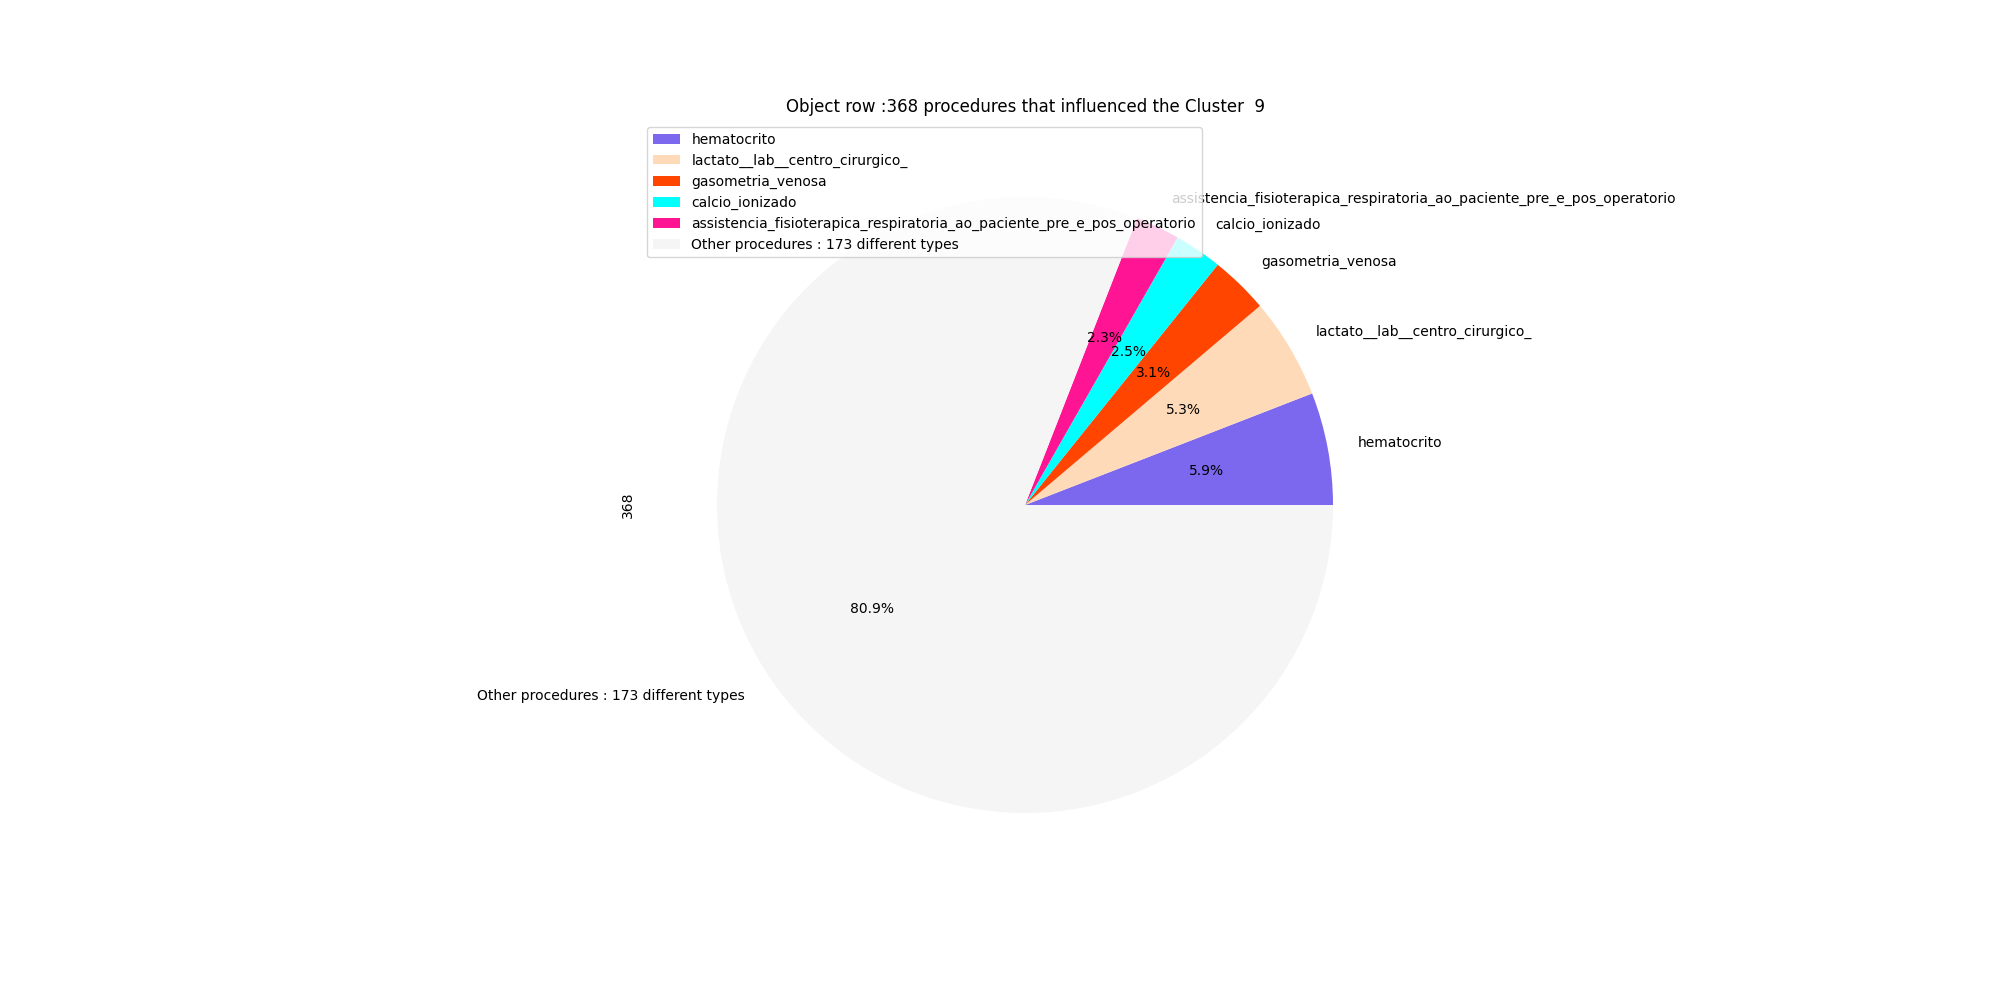 Object row :368 procedures that influenced the Cluster  9
hematocrito
lactato__lab__centro_cirurgico_
gasometria_venosa
calcio_ionizado
assistencia_fisioterapica_respiratoria_ao_paciente_pre_e_pos_operatorio
Other procedures : 173 different types
assistencia_fisioterapica_respiratoria_ao_paciente_pre_e_pos_operatorio
calcio_ionizado
gasometria_venosa
lactato__lab__centro_cirurgico_
hematocrito
2.3%
2.5%
3.1%
5.3%
5.9%
368
80.9%
Other procedures : 173 different types